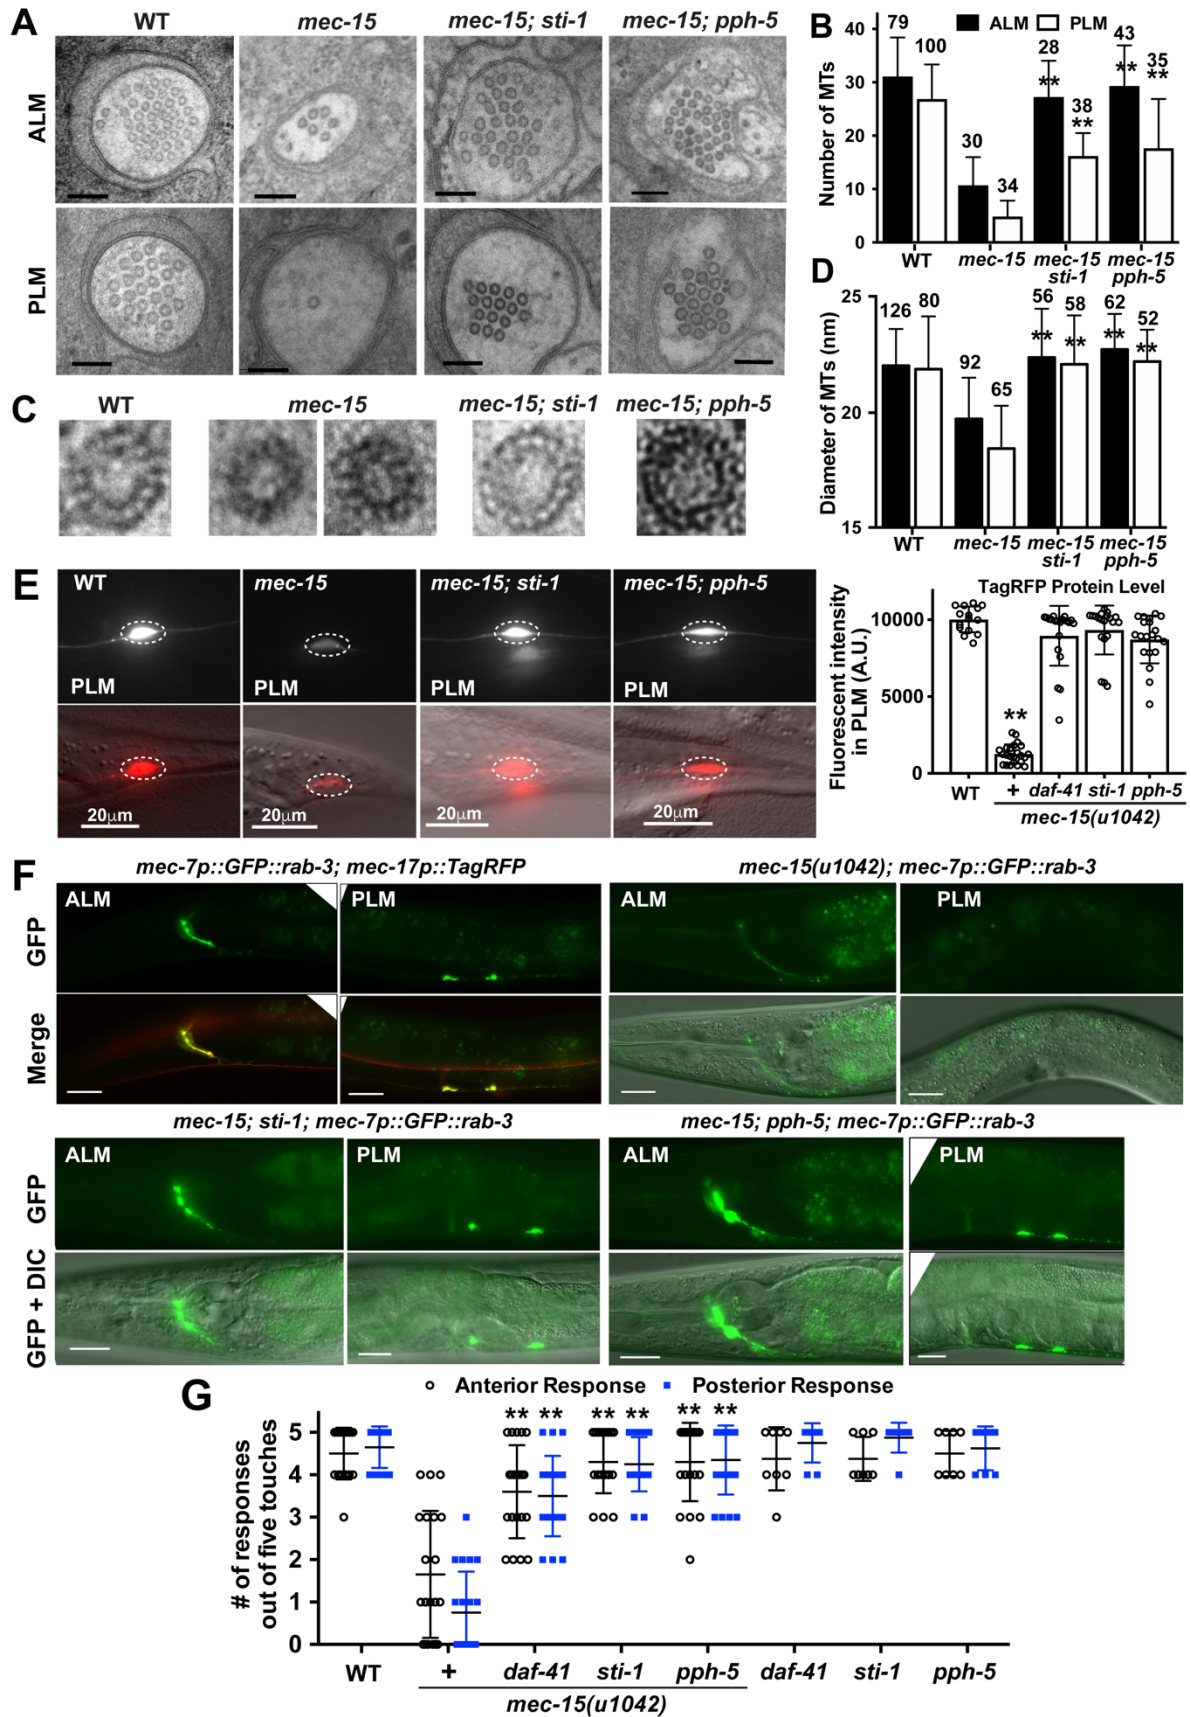 A
WT
mec-15
mec-15; sti-1
mec-15; pph-5
ALM
PLM
B
ALM
PLM
Number of MTs
40
30
20
10
0
79
100
30
34
28
**
38
**
43
**
35
**
WT
mec-15
mec-15
sti-1
mec-15
pph-5
C
WT
mec-15
mec-15; sti-1
mec-15; pph-5
D
Diameter of MTs (nm)
25
20
15
126
80
92
65
56
**
58
**
62
**
52
**
WT
mec-15
mec-15
sti-1
mec-15
pph-5
E
WT
mec-15
mec-15; sti-1
mec-15; pph-5
PLM
PLM
PLM
PLM
20μm
20μm
20μm
20μm
TagRFP Protein Level
Fluorescent intensity
in PLM (A.U.)
10000
5000
0
**
WT
+
daf-41
sti-1
pph-5
mec-15(u1042)
F
mec-7p::GFP::rab-3; mec-17p::TagRFP
mec-15(u1042); mec-7p::GFP::rab-3
ALM
PLM
ALM
PLM
GFP
Merge
mec-15; sti-1; mec-7p::GFP::rab-3
mec-15; pph-5; mec-7p::GFP::rab-3
ALM
PLM
ALM
PLM
GFP
GFP + DIC
G
Anterior Response
Posterior Response
# of responses
out of five touches
5
4
3
2
1
0
** ** ** ** ** **
WT
+
daf-41
sti-1
pph-5
daf-41
sti-1
pph-5
mec-15(u1042)